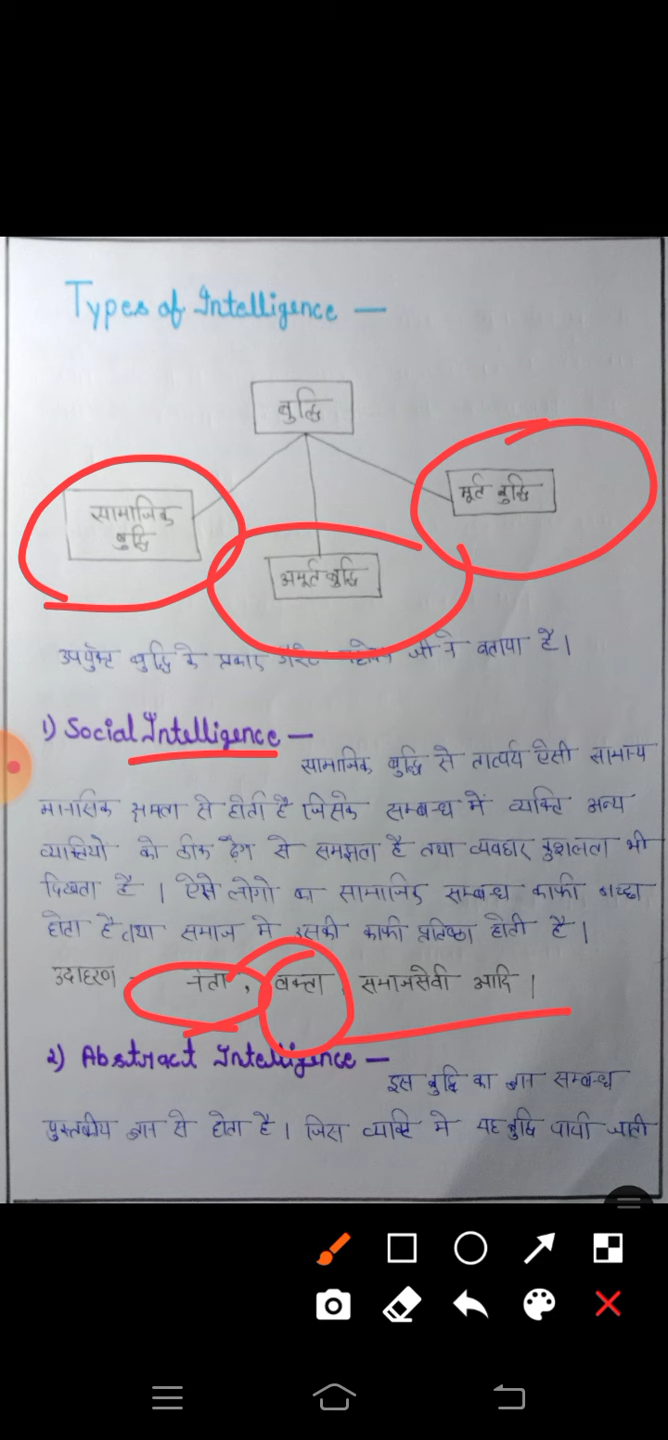 Types of Intelligence —
बुद्धि
सामाजिक
बुद्धि
मूर्त बुद्धि
अमूर्त बुद्धि
उपर्युक्त बुद्धि के प्रकार गैरेट जी ने बताया है।
1) Social Intelligence —
सामाजिक बुद्धि से तात्पर्य ऐसी सामान्य
मानसिक क्षमता से होती है जिसके सम्बन्ध में व्यक्ति अन्य
व्यक्तियो को ठीक ढ़ंग से समझता है तथा व्यवहार कुशलता भी
दिखता है। ऐसे लोगो का सामाजिक सम्बन्ध काफी अच्छा
होता है तथा समाज मे इसकी काफी प्रतिष्ठा होती है।
उदाहरण - नेता, वक्ता, समाजसेवी आदि।
2) Abstract Intelligence —
इस बुद्धि का ज्ञान सम्बन्ध
पुस्तकीय ज्ञान से होता है। जिस व्यक्ति मे यह बुद्धि पायी जाती